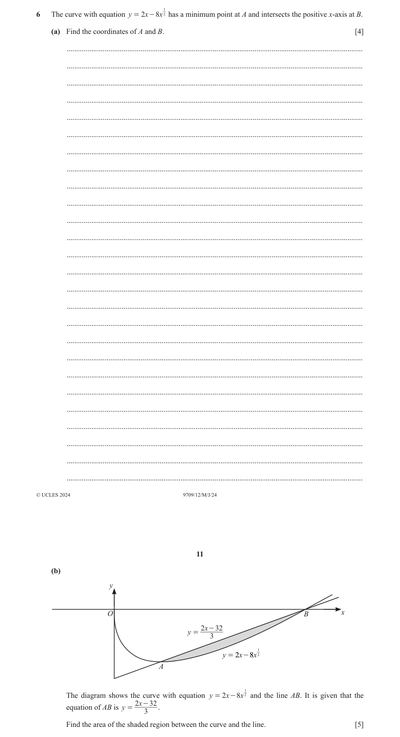 6 The curve with equation y = 2x − 8x^(1/2) has a minimum point at A and intersects the positive x-axis at B.
(a) Find the coordinates of A and B. [4]
© UCLES 2024 9709/12/M/J/24
11
(b)
y
O
B x
y = (2x − 32)/3
y = 2x − 8x^(1/2)
A
The diagram shows the curve with equation y = 2x − 8x^(1/2) and the line AB. It is given that the
equation of AB is y = (2x − 32)/3.
Find the area of the shaded region between the curve and the line. [5]